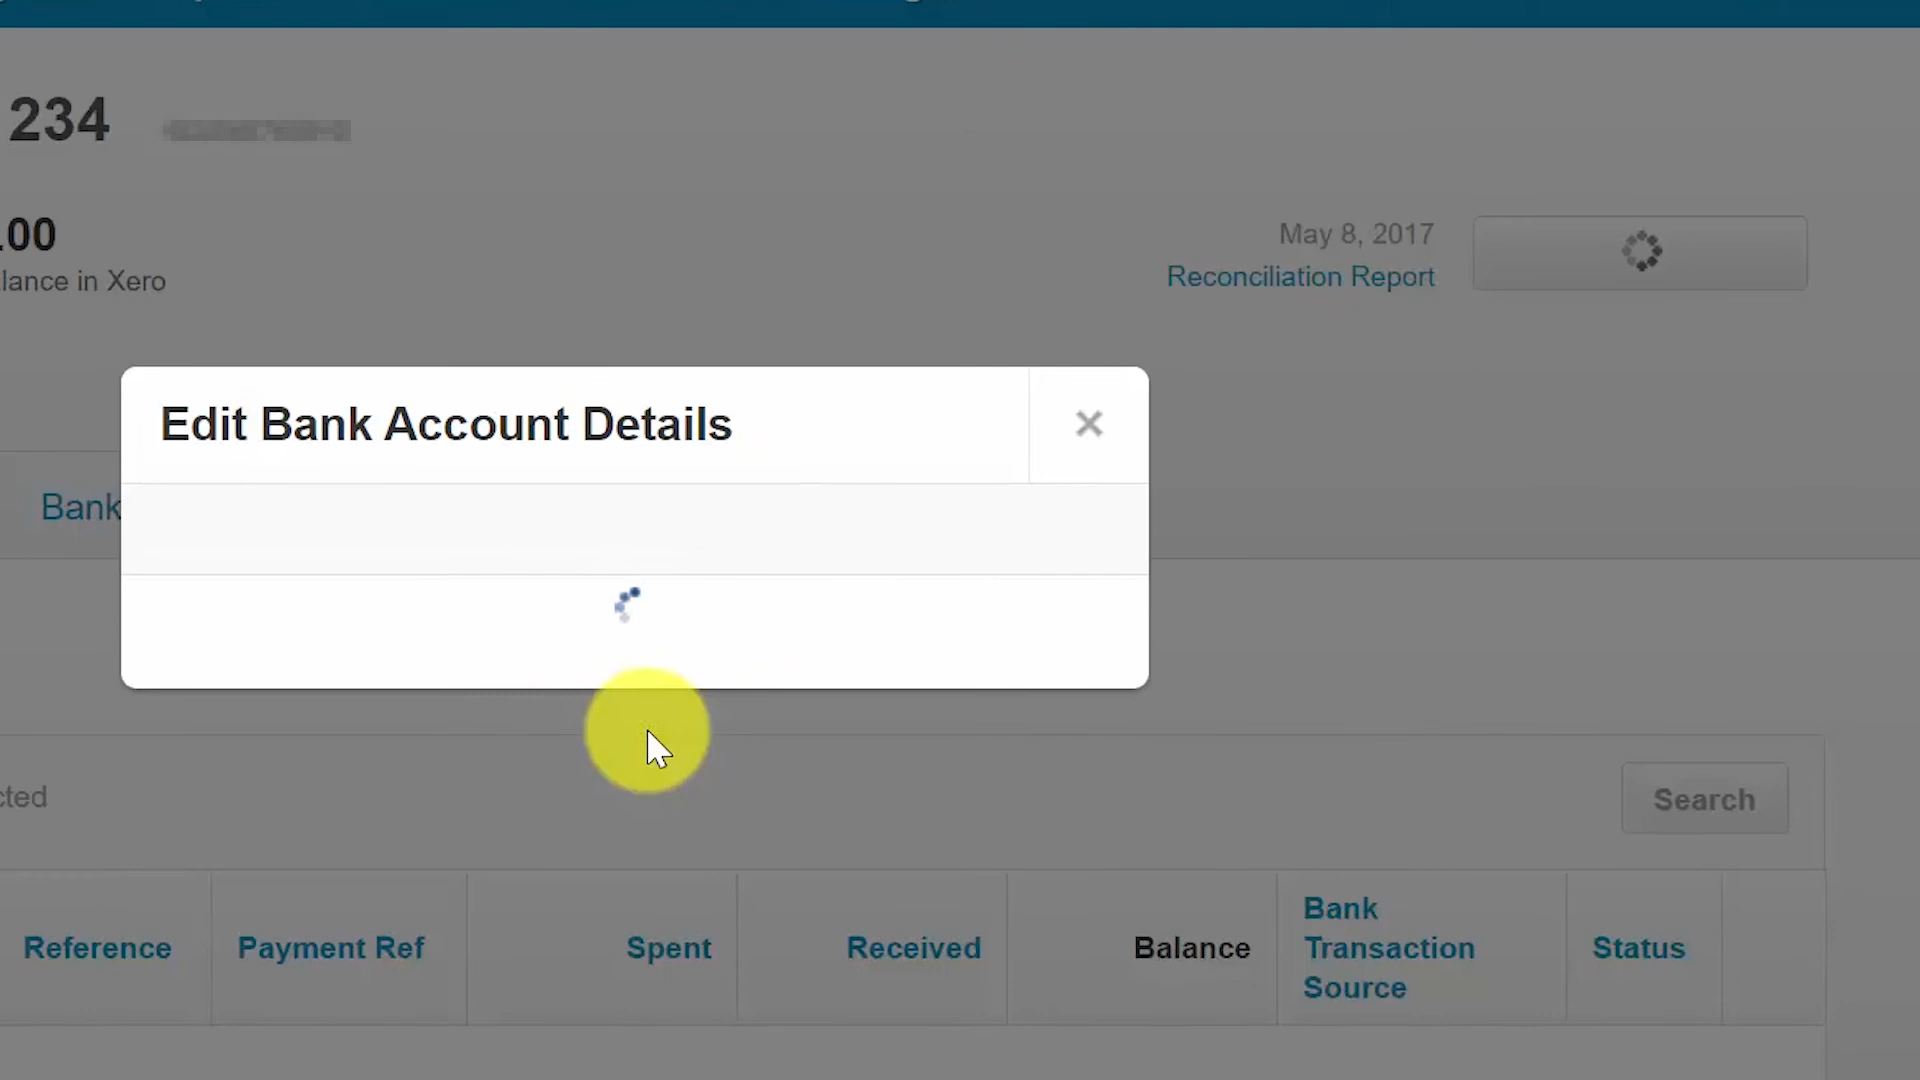 234
.00
lance in Xero
May 8, 2017
Reconciliation Report
Edit Bank Account Details
Bank
cted
Search
Reference
Payment Ref
Spent
Received
Balance
Bank
Transaction
Source
Status